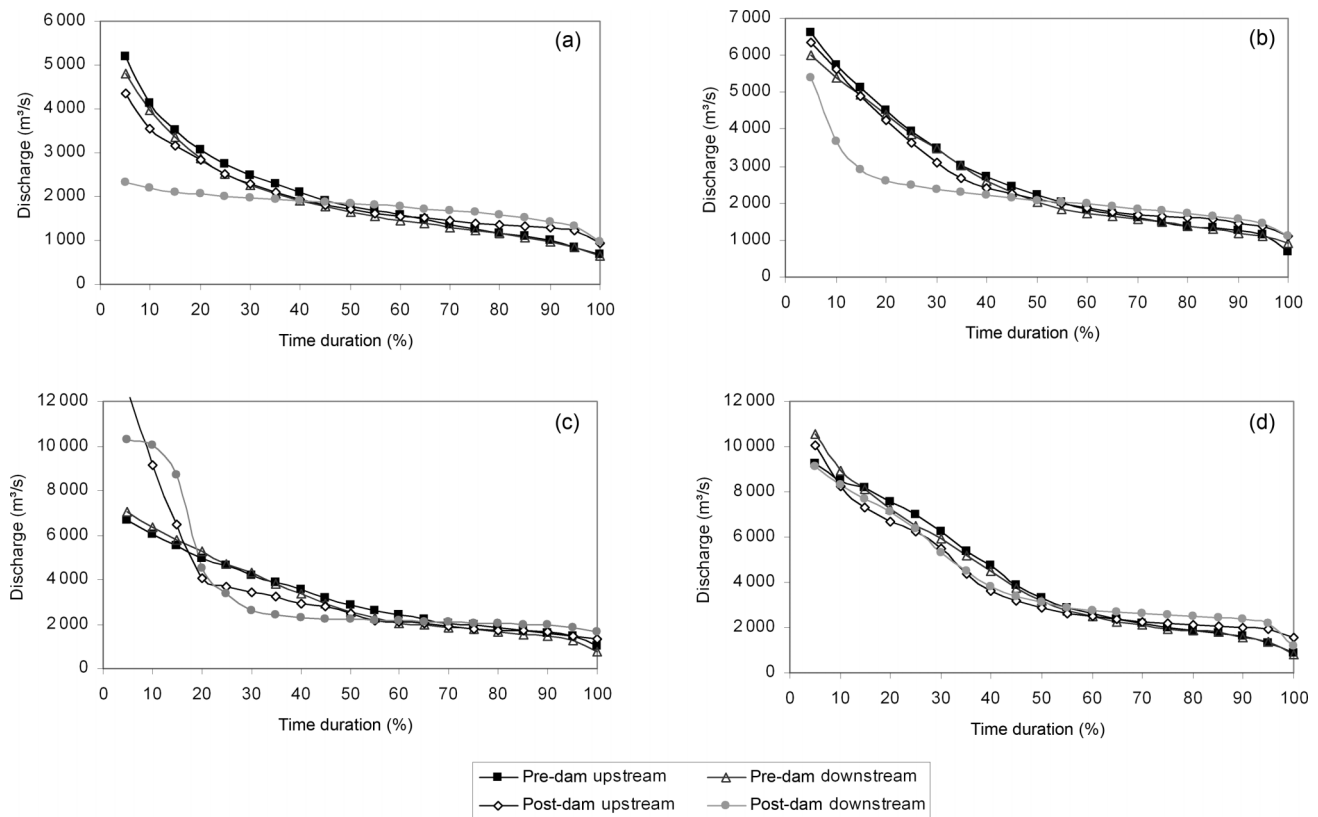 (a)
6 000
5 000
4 000
3 000
2 000
1 000
0
Discharge (m³/s)
0 10 20 30 40 50 60 70 80 90 100
Time duration (%)
(b)
7 000
6 000
5 000
4 000
3 000
2 000
1 000
0
Discharge (m³/s)
0 10 20 30 40 50 60 70 80 90 100
Time duration (%)
(c)
12 000
10 000
8 000
6 000
4 000
2 000
0
Discharge (m³/s)
0 10 20 30 40 50 60 70 80 90 100
Time duration (%)
(d)
12 000
10 000
8 000
6 000
4 000
2 000
0
Discharge (m³/s)
0 10 20 30 40 50 60 70 80 90 100
Time duration (%)
Pre-dam upstream
Pre-dam downstream
Post-dam upstream
Post-dam downstream